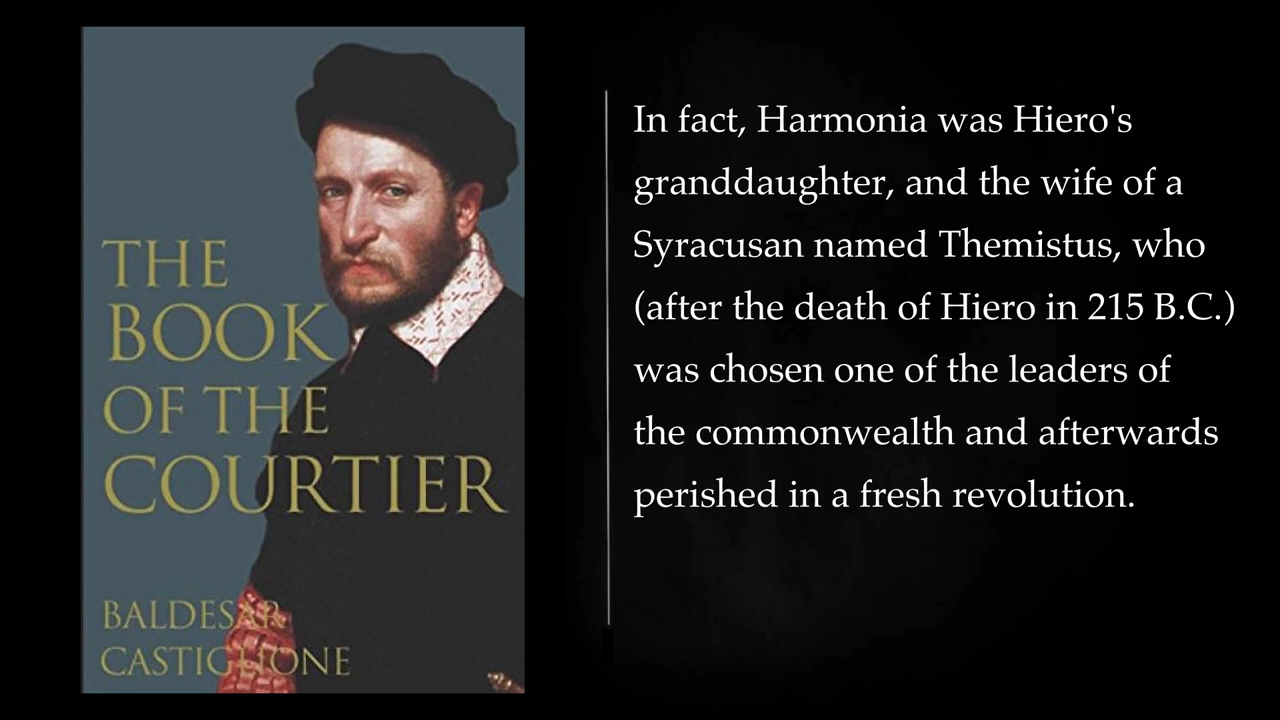 THE
BOOK
OF THE
COURTIER
BALDESAR
CASTIGLIONE
In fact, Harmonia was Hiero's
granddaughter, and the wife of a
Syracusan named Themistus, who
(after the death of Hiero in 215 B.C.)
was chosen one of the leaders of
the commonwealth and afterwards
perished in a fresh revolution.